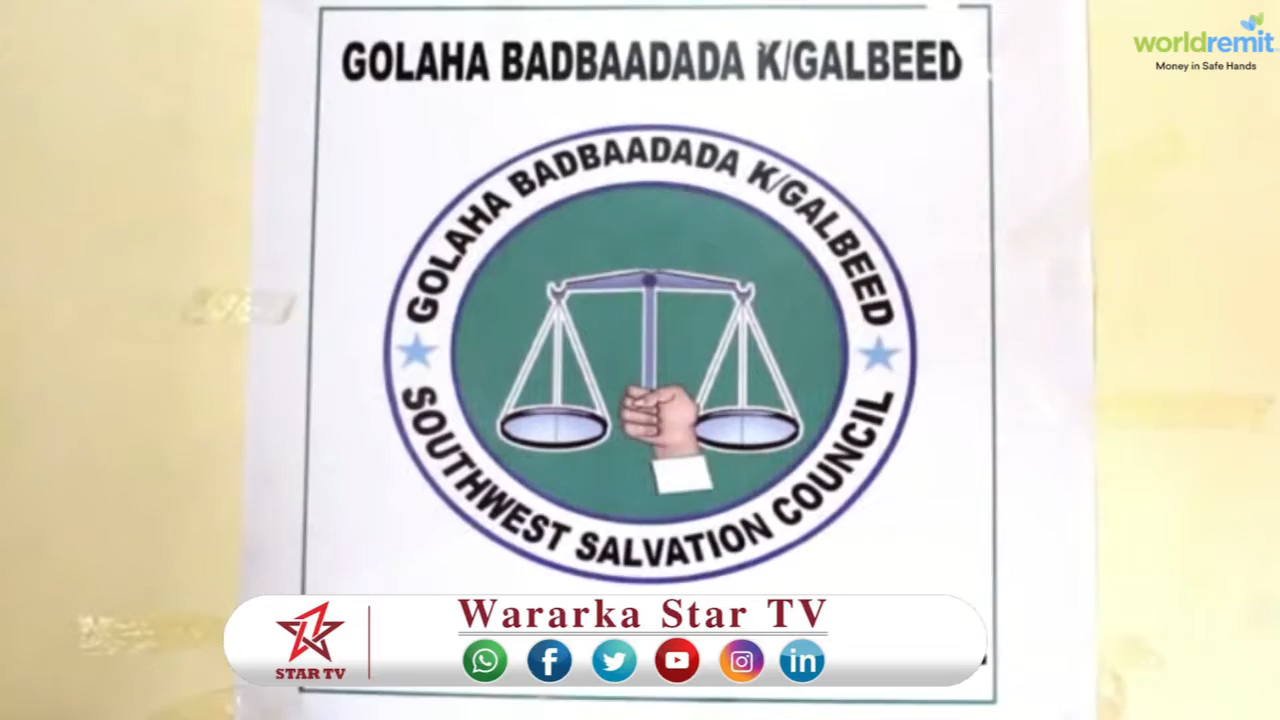 worldremit
Money in Safe Hands
GOLAHA BADBAADADA K/GALBEED
GOLAHA BADBAADADA K/GALBEED
SOUTHWEST SALVATION COUNCIL
Wararka Star TV
STAR TV